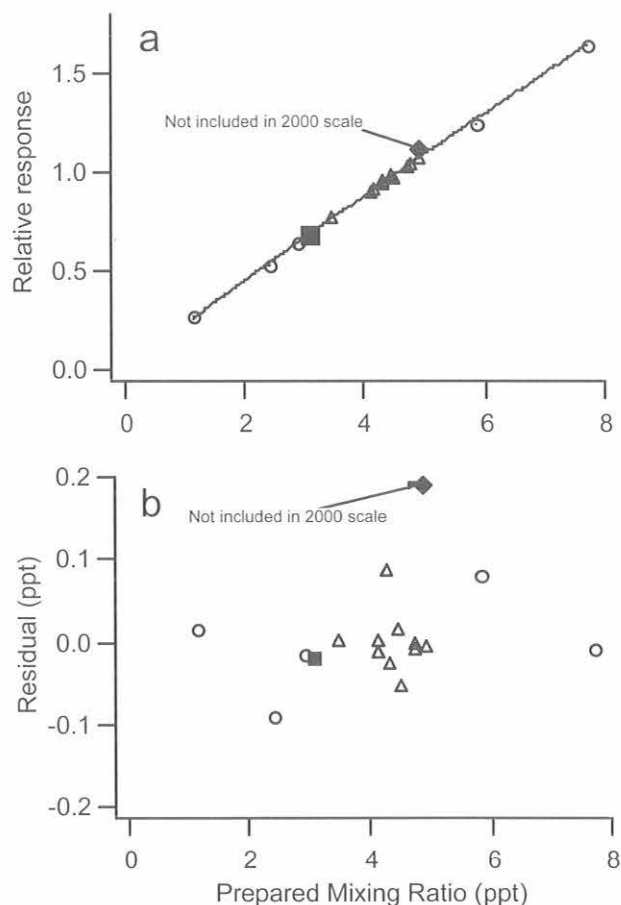 a
1.5
Not included in 2000 scale
1.0
0.5
0.0
Relative response
0 2 4 6 8
0.2
b
Not included in 2000 scale
0.1
0.0
-0.1
-0.2
Residual (ppt)
0 2 4 6 8
Prepared Mixing Ratio (ppt)